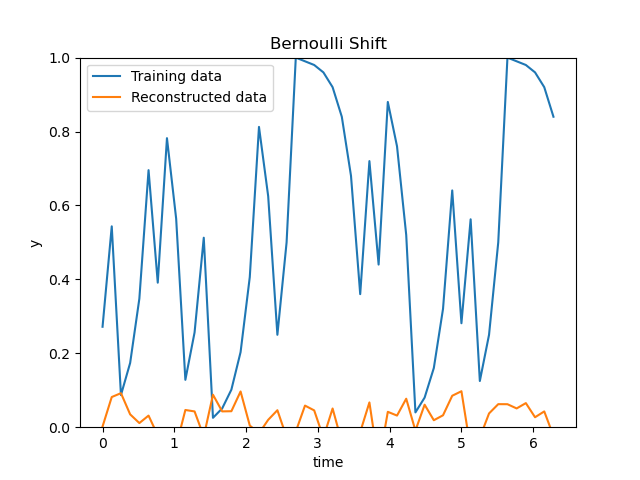 Bernoulli Shift
Training data
Reconstructed data
y
1.0
0.8
0.6
0.4
0.2
0.0
0 1 2 3 4 5 6
time